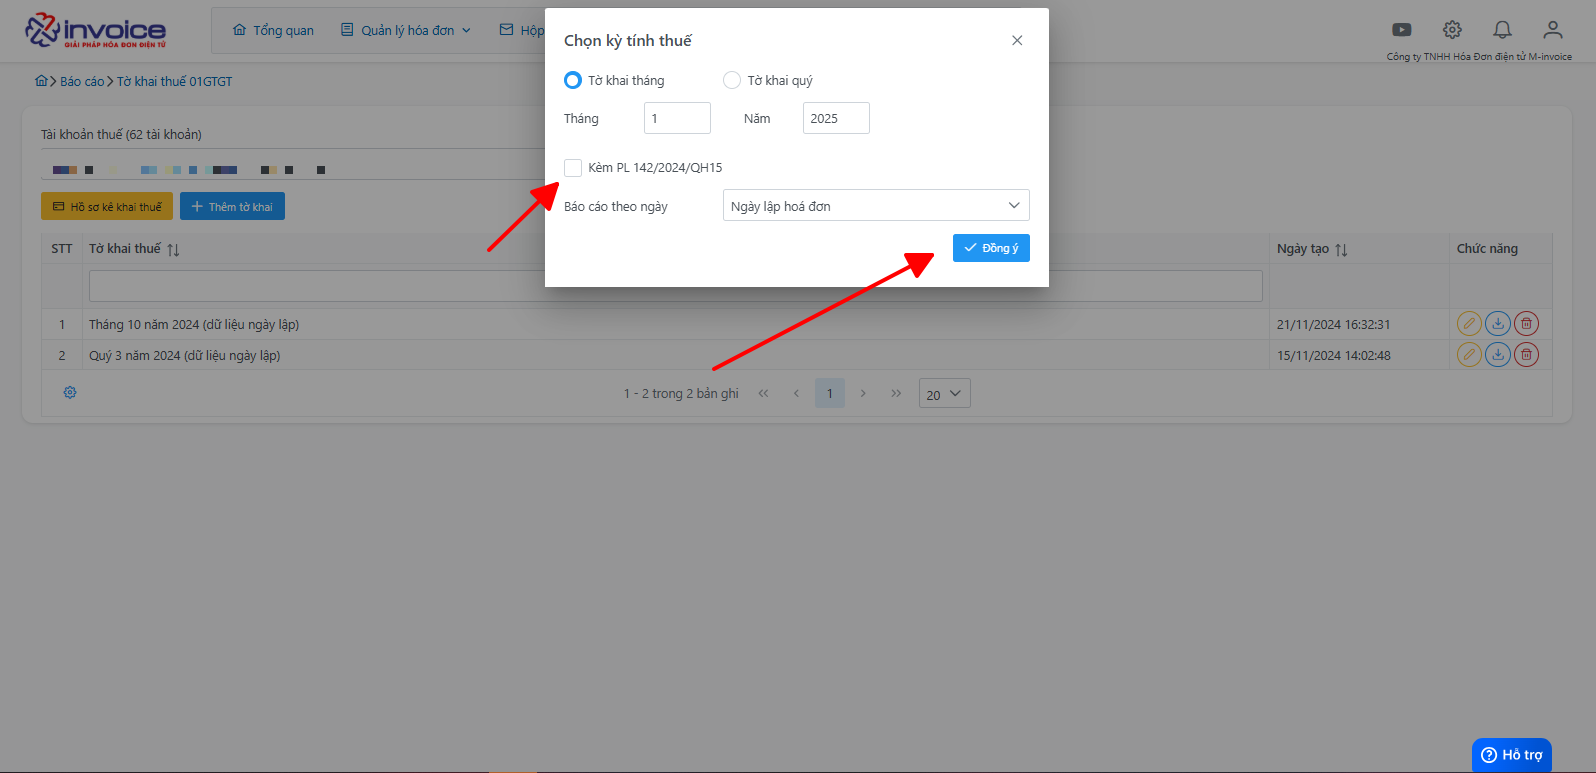 invoice
GIẢI PHÁP HÓA ĐƠN ĐIỆN TỬ
Tổng quan
Quản lý hóa đơn
Hộp
Công ty TNHH Hóa Đơn điện tử M-invoice
Báo cáo
Tờ khai thuế 01GTGT
Chọn kỳ tính thuế
Tờ khai tháng
Tờ khai quý
Tháng
1
Năm
2025
Kèm PL 142/2024/QH15
Báo cáo theo ngày
Ngày lập hoá đơn
Đồng ý
Tài khoản thuế (62 tài khoản)
Hồ sơ kê khai thuế
Thêm tờ khai
STT
Tờ khai thuế
Ngày tạo
Chức năng
1
Tháng 10 năm 2024 (dữ liệu ngày lập)
21/11/2024 16:32:31
2
Quý 3 năm 2024 (dữ liệu ngày lập)
15/11/2024 14:02:48
1 - 2 trong 2 bản ghi
1
20
Hỗ trợ